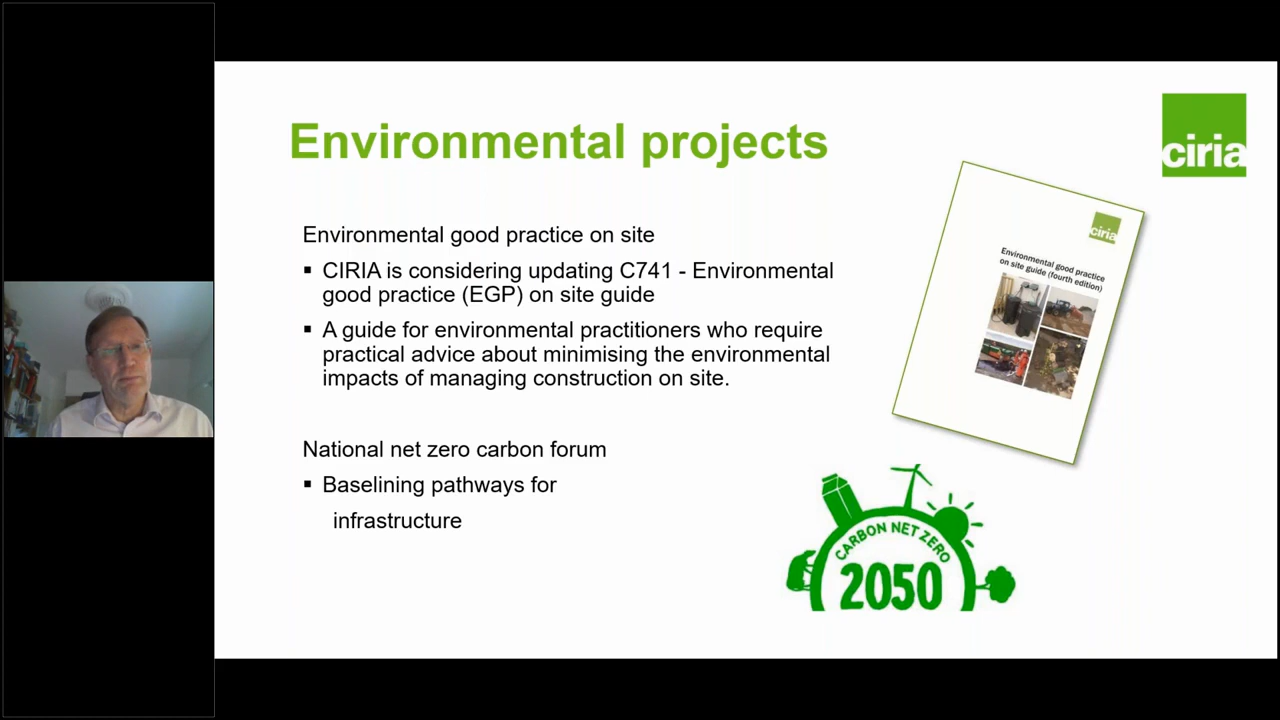 Environmental projects
ciria
Environmental good practice on site
▪ CIRIA is considering updating C741 - Environmental
good practice (EGP) on site guide
▪ A guide for environmental practitioners who require
practical advice about minimising the environmental
impacts of managing construction on site.
ciria
Environmental good practice
on site guide (fourth edition)
National net zero carbon forum
▪ Baselining pathways for
infrastructure
CARBON NET ZERO
2050